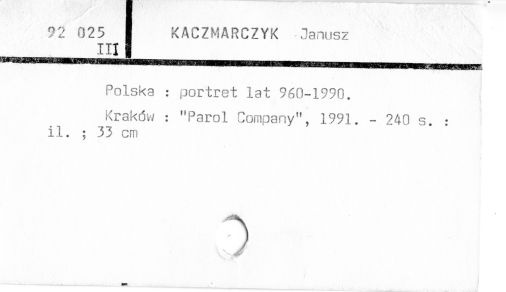 92 025 KACZMARCZYK Janusz
III
Polska : portret lat 960-1990.
Kraków : "Parol Company", 1991. - 240 s. :
il. ; 33 cm